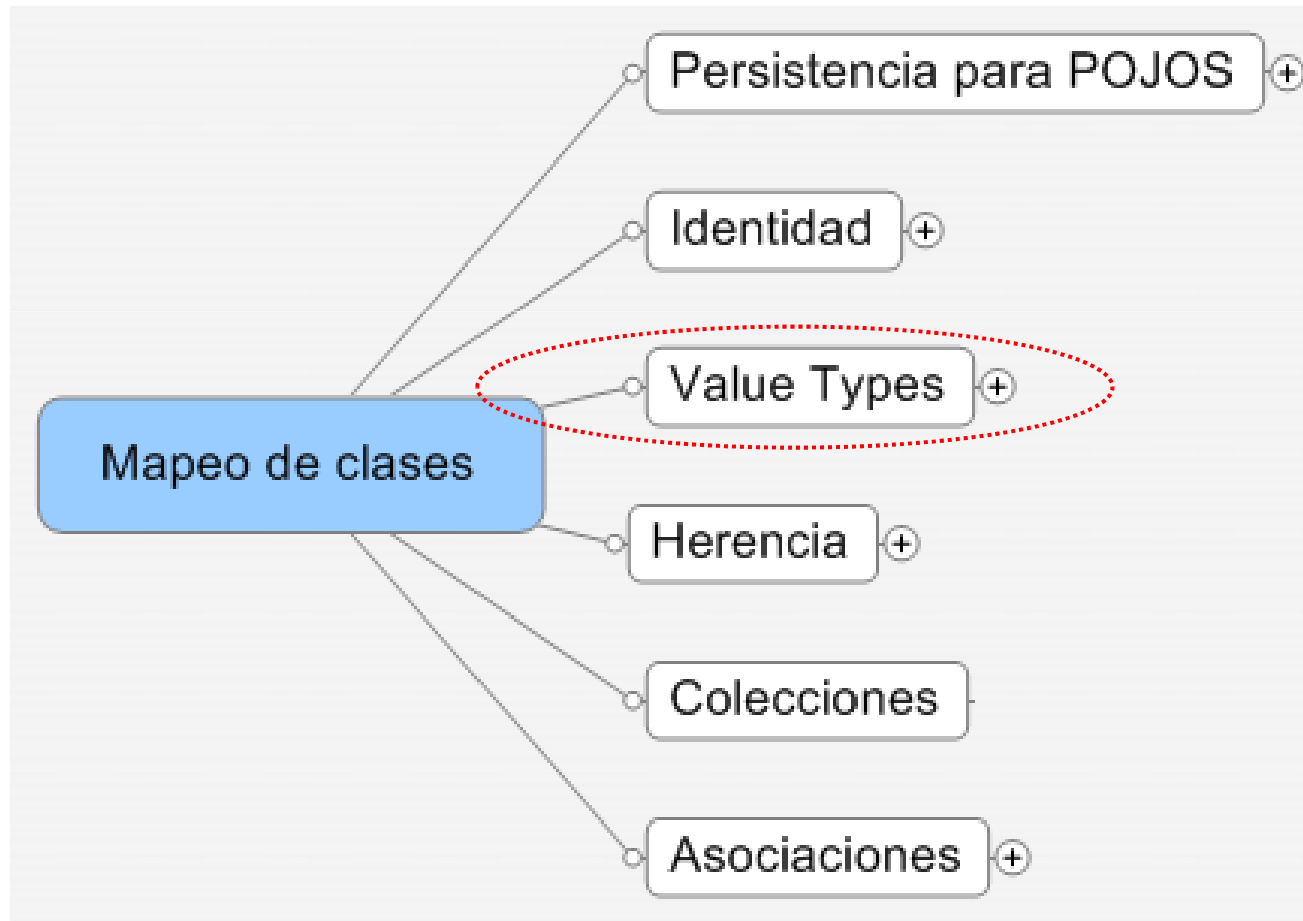 Persistencia para POJOS
Identidad
Value Types
Mapeo de clases
Herencia
Colecciones
Asociaciones